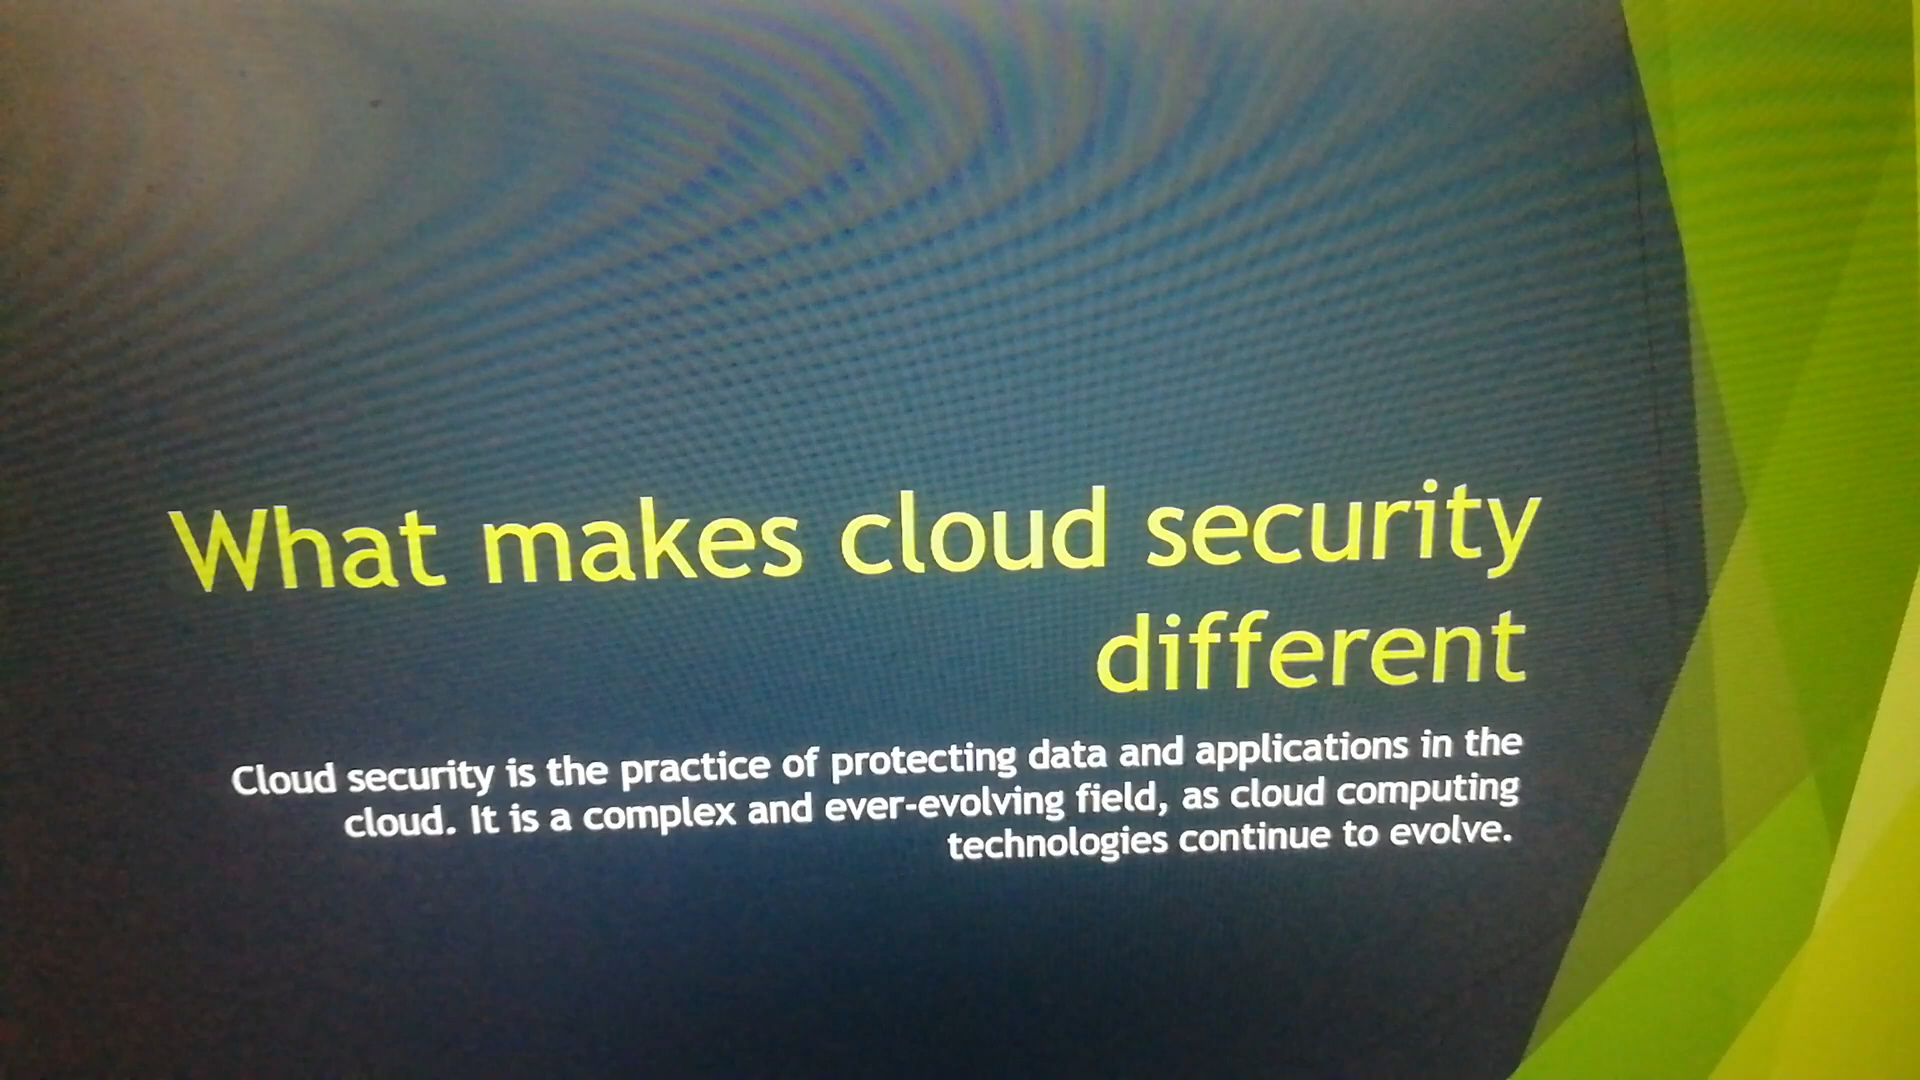 What makes cloud security
different
Cloud security is the practice of protecting data and applications in the
cloud. It is a complex and ever-evolving field, as cloud computing
technologies continue to evolve.